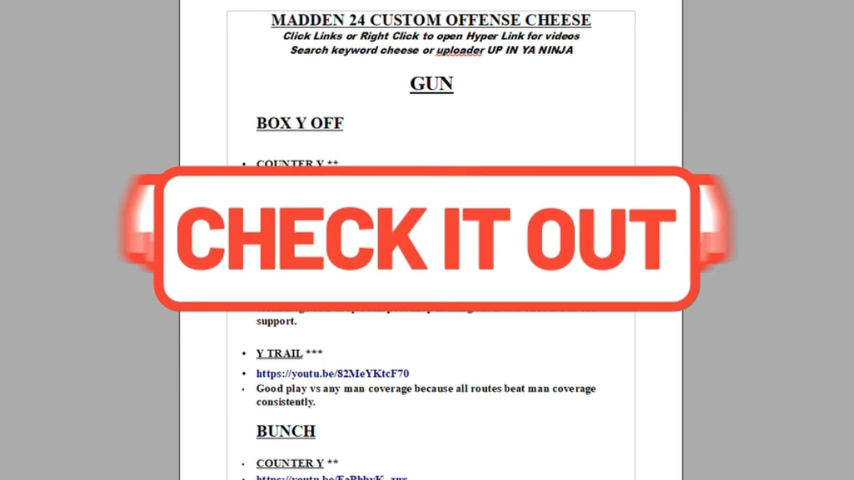 MADDEN 24 CUSTOM OFFENSE CHEESE
Click Links or Right Click to open Hyper Link for videos
Search keyword cheese or uploader UP IN YA NINJA
GUN
BOX Y OFF
• COUNTER Y **
CHECK IT OUT
support.
• Y TRAIL ***
• https://youtu.be/82MeYKtcF70
• Good play vs any man coverage because all routes beat man coverage
consistently.
BUNCH
• COUNTER Y **